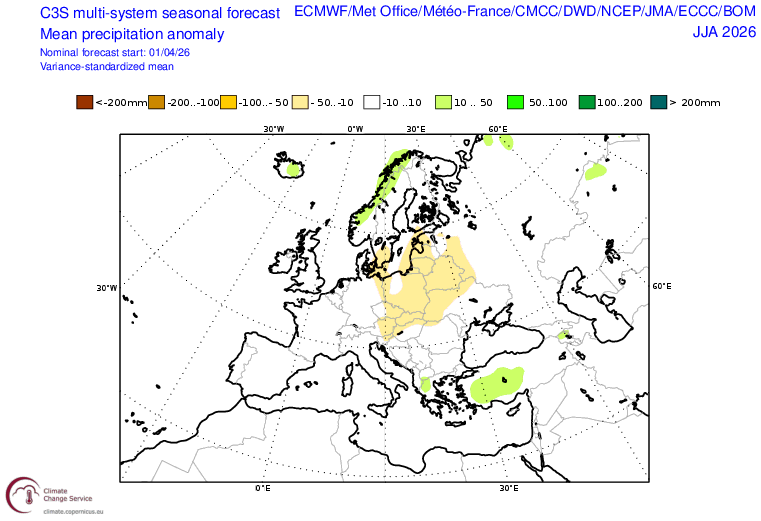 C3S multi-system seasonal forecast ECMWF/Met Office/Météo-France/CMCC/DWD/NCEP/JMA/ECCC/BOM
Mean precipitation anomaly JJA 2026
Nominal forecast start: 01/04/26
Variance-standardized mean
<-200mm -200..-100 -100..- 50 - 50..-10 -10 ..10 10 .. 50 50..100 100..200 > 200mm
30°W 0°W 30°E 60°E
30°W 60°E
0°E 30°E
Climate
Change Service
climate.copernicus.eu